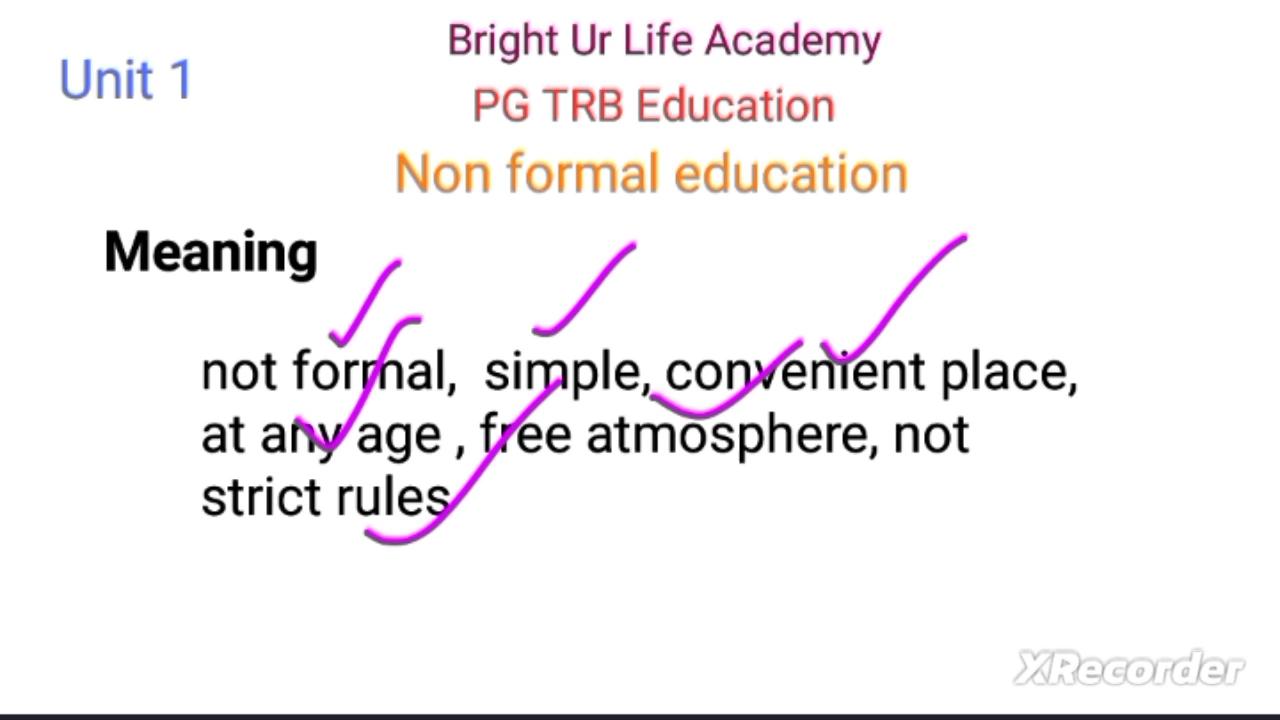 Unit 1
Bright Ur Life Academy
PG TRB Education
Non formal education
Meaning
not formal, simple, convenient place,
at any age , free atmosphere, not
strict rules
XRecorder